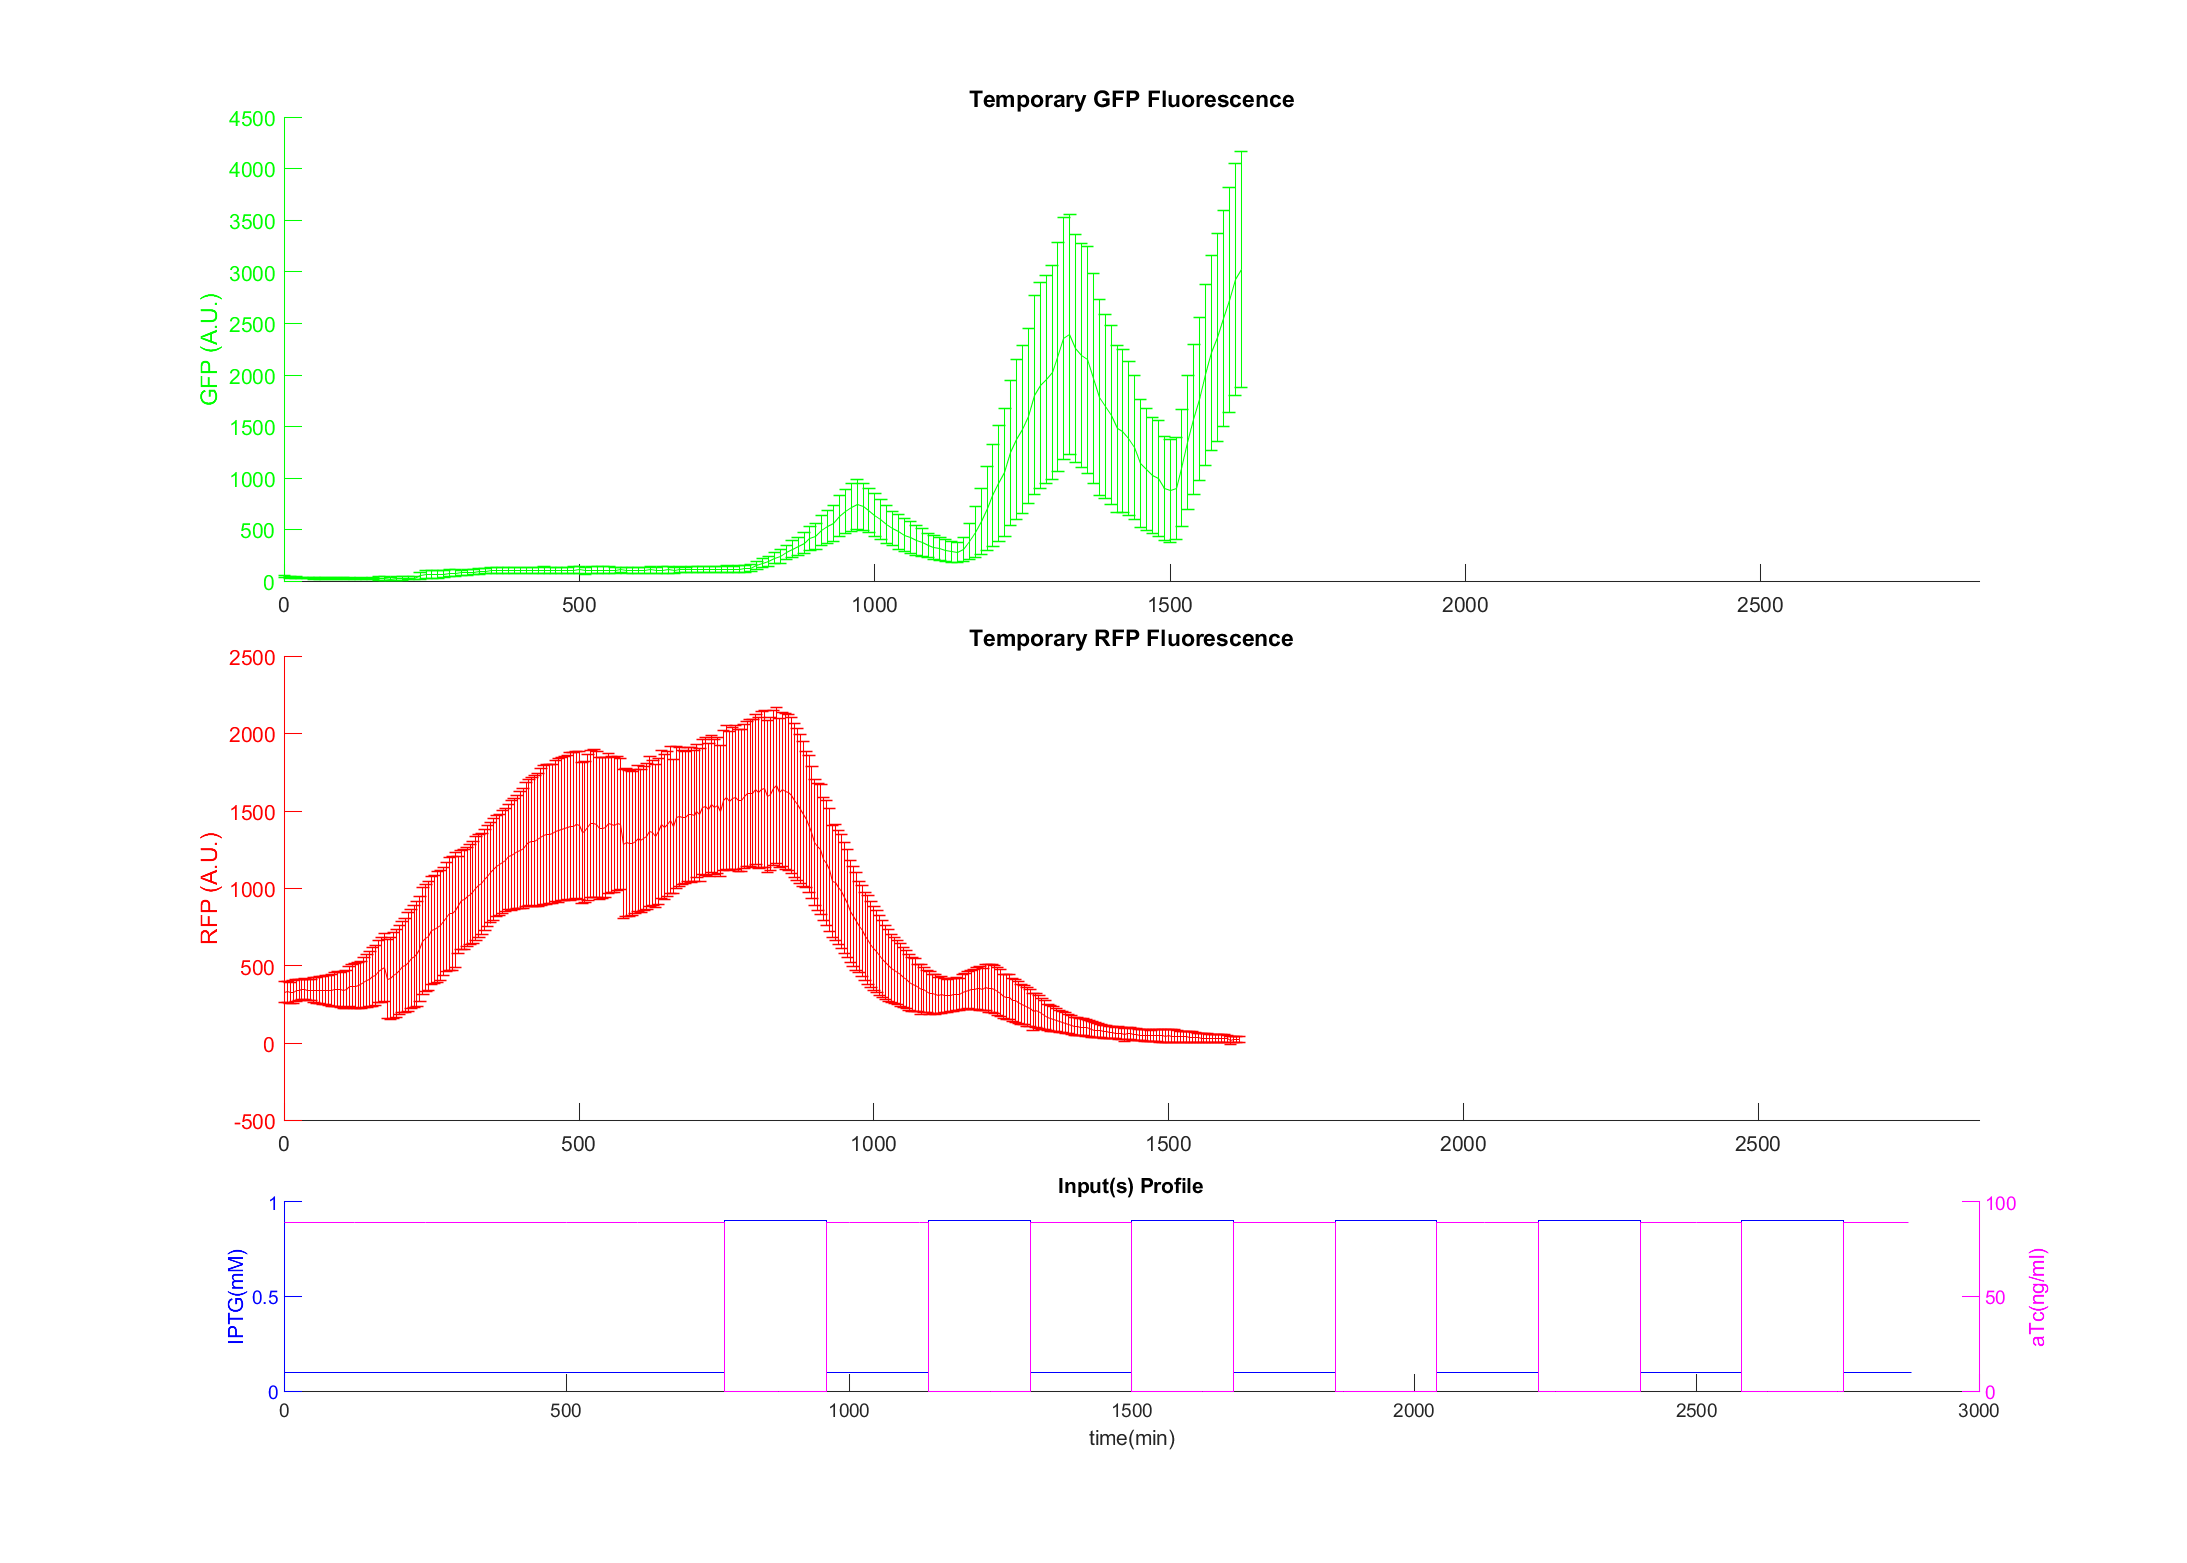 Temporary GFP Fluorescence
4500
4000
3500
3000
2500
2000
1500
1000
500
0
GFP (A.U.)
0 500 1000 1500 2000 2500
Temporary RFP Fluorescence
2500
2000
1500
1000
500
0
-500
RFP (A.U.)
0 500 1000 1500 2000 2500
Input(s) Profile
1
0.5
0
IPTG(mM)
100
50
0
aTc(ng/ml)
0 500 1000 1500 2000 2500 3000
time(min)